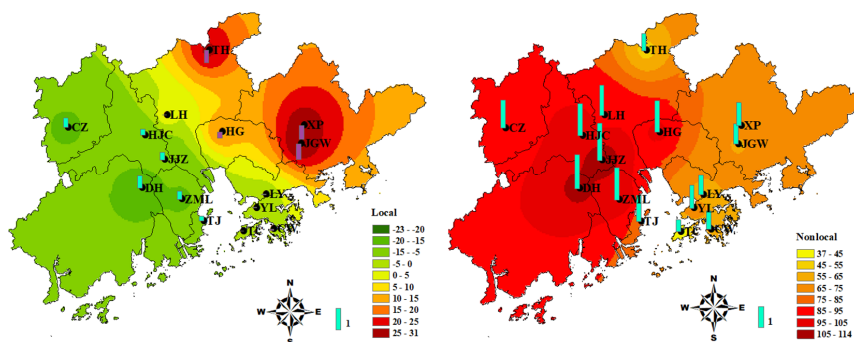 TH
LH
CZ
HJC
HG
XP
JGW
JJZ
DH
ZML
LY
YL
TJ
TC
CW
Local
-23 - -20
-20 - -15
-15 - -5
-5 - 0
0 - 5
5 - 10
10 - 15
15 - 20
20 - 25
25 - 31
N
W E
S
1
TH
LH
CZ
HJC
HG
XP
JGW
JJZ
DH
ZML
LY
YL
TJ
TC
CW
Nonlocal
37 - 45
45 - 55
55 - 65
65 - 75
75 - 85
85 - 95
95 - 105
105 - 114
N
W E
S
1